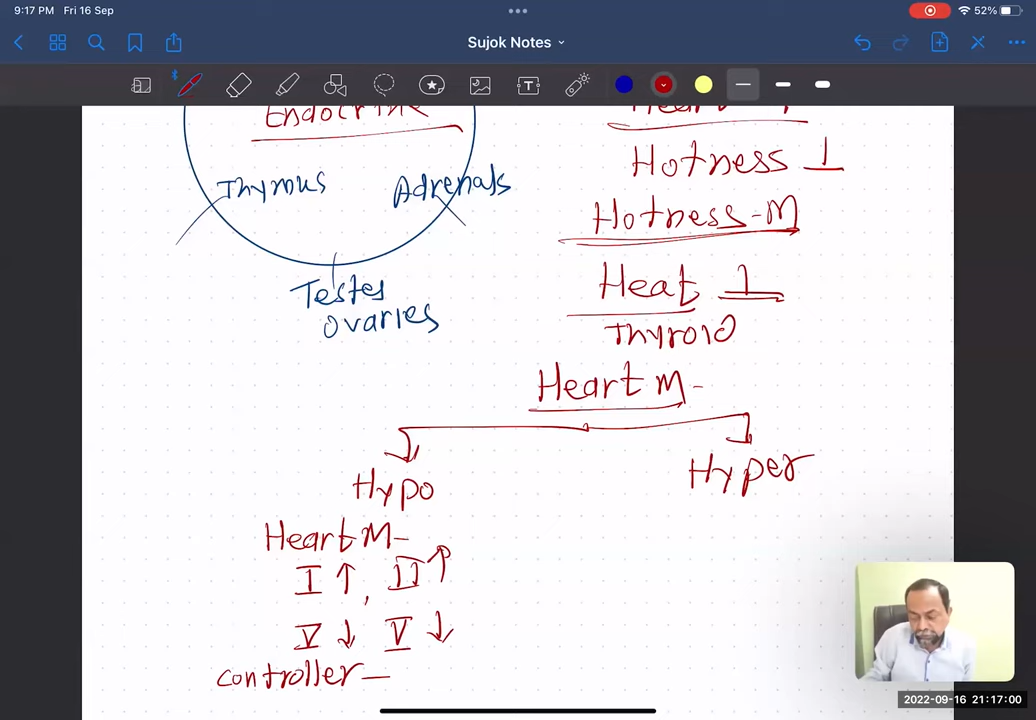 9:17 PM Fri 16 Sep
52%
Sujok Notes
T
Endocrine
Thymus
Adrenals
Testes
ovaries
Hotness ⊥
Hotness-M
Heat ⊥
Thyroid
Heart M-
Hypo
Hyper
Heart M-
I ↑, II ↑
V ↓ V ↓
controller-
2022-09-16 21:17:00